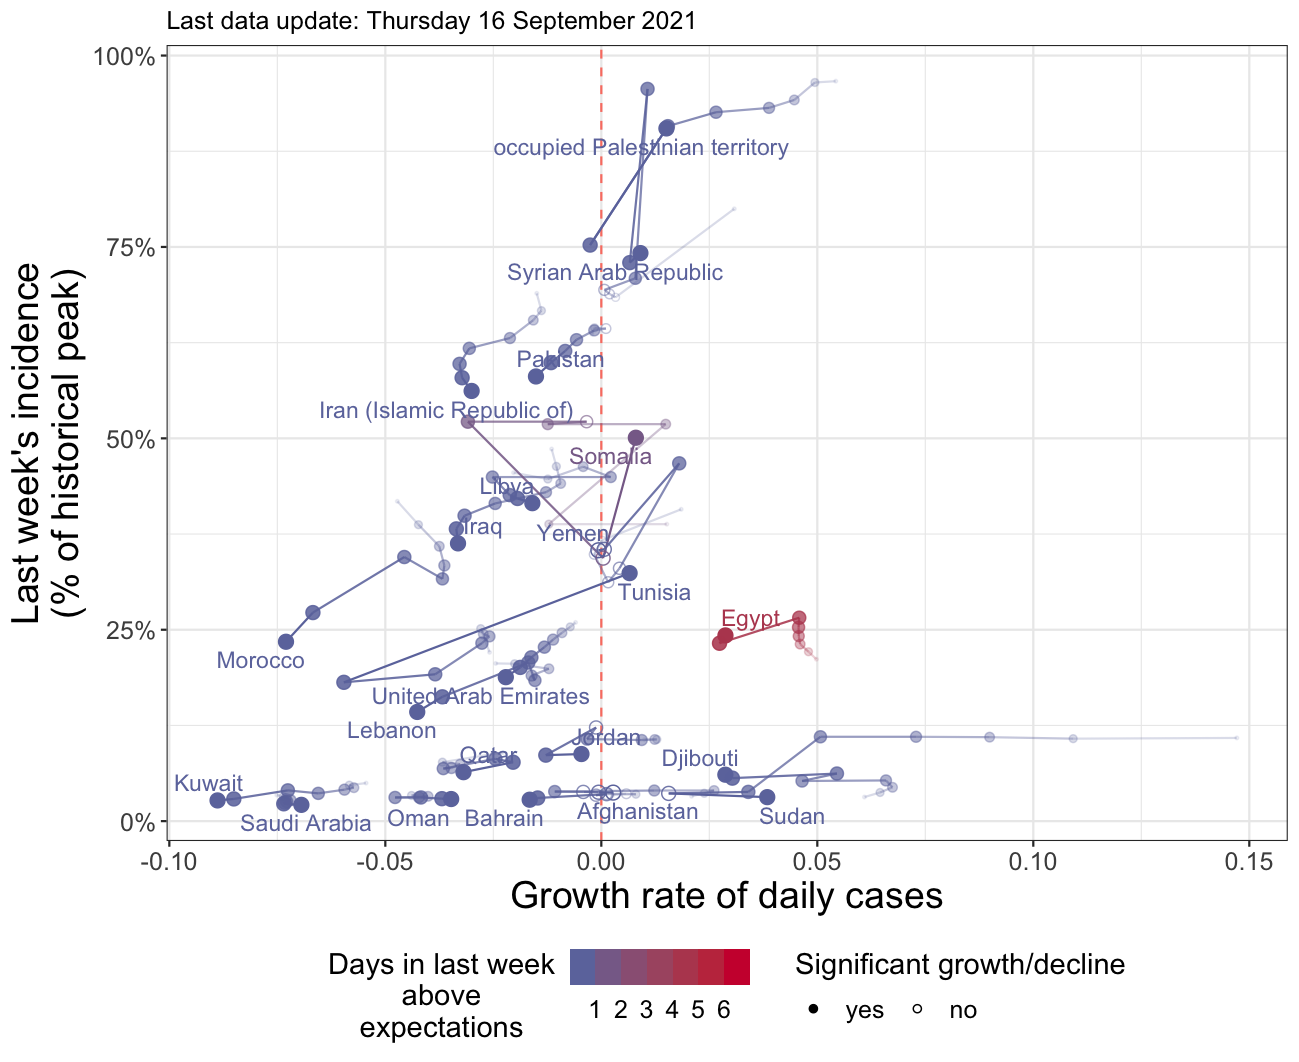 Last data update: Thursday 16 September 2021
Last week's incidence
(% of historical peak)
100%
75%
50%
25%
0%
occupied Palestinian territory
Syrian Arab Republic
Pakistan
Iran (Islamic Republic of)
Somalia
Libya
Iraq
Yemen
Tunisia
Egypt
Morocco
United Arab Emirates
Lebanon
Jordan
Qatar
Djibouti
Kuwait
Saudi Arabia
Oman
Bahrain
Afghanistan
Sudan
-0.10
-0.05
0.00
0.05
0.10
0.15
Growth rate of daily cases
Days in last week
above
expectations
1 2 3 4 5 6
Significant growth/decline
yes
no